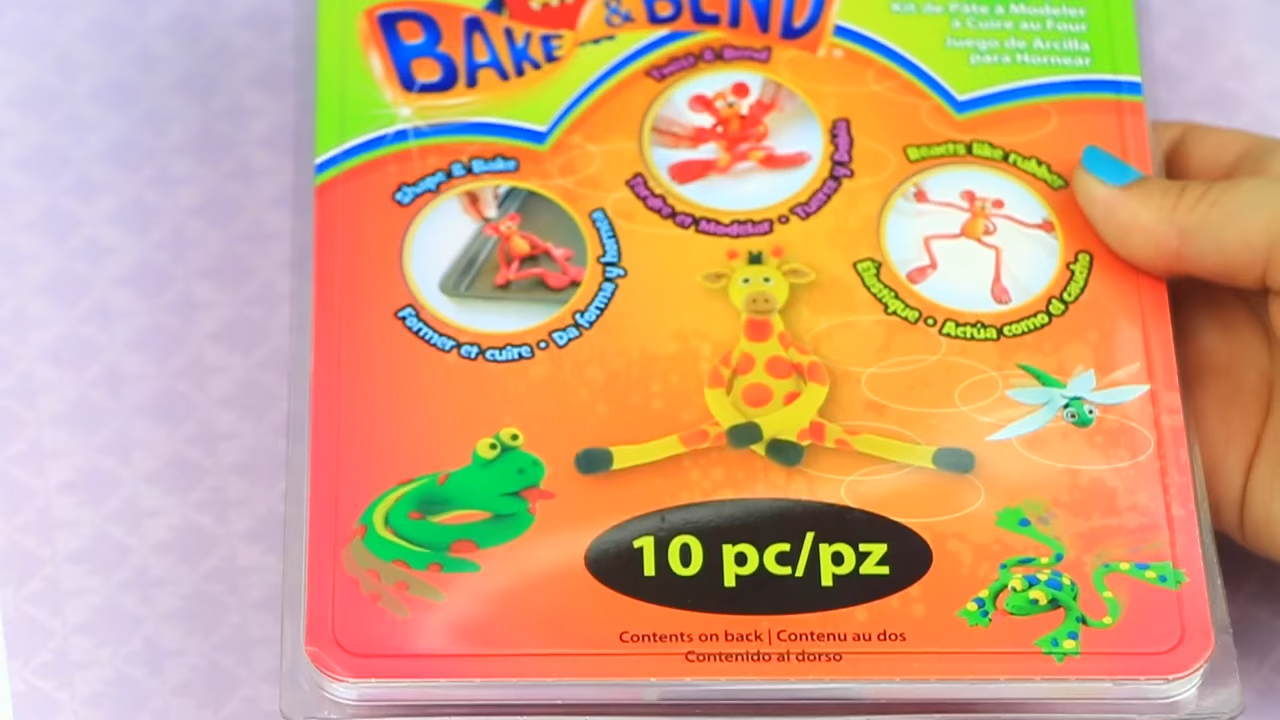 BAKE & BEND
Kit de Pâte à Modeler
à Cuire au Four
Juego de Arcilla
para Hornear
Twist & Bend
Tordre et Modeler • Tuerce y Dobla
Shape & Bake
Former et cuire • Da forma y hornea
Reacts like rubber
Élastique • Actúa como el caucho
10 pc/pz
Contents on back | Contenu au dos
Contenido al dorso